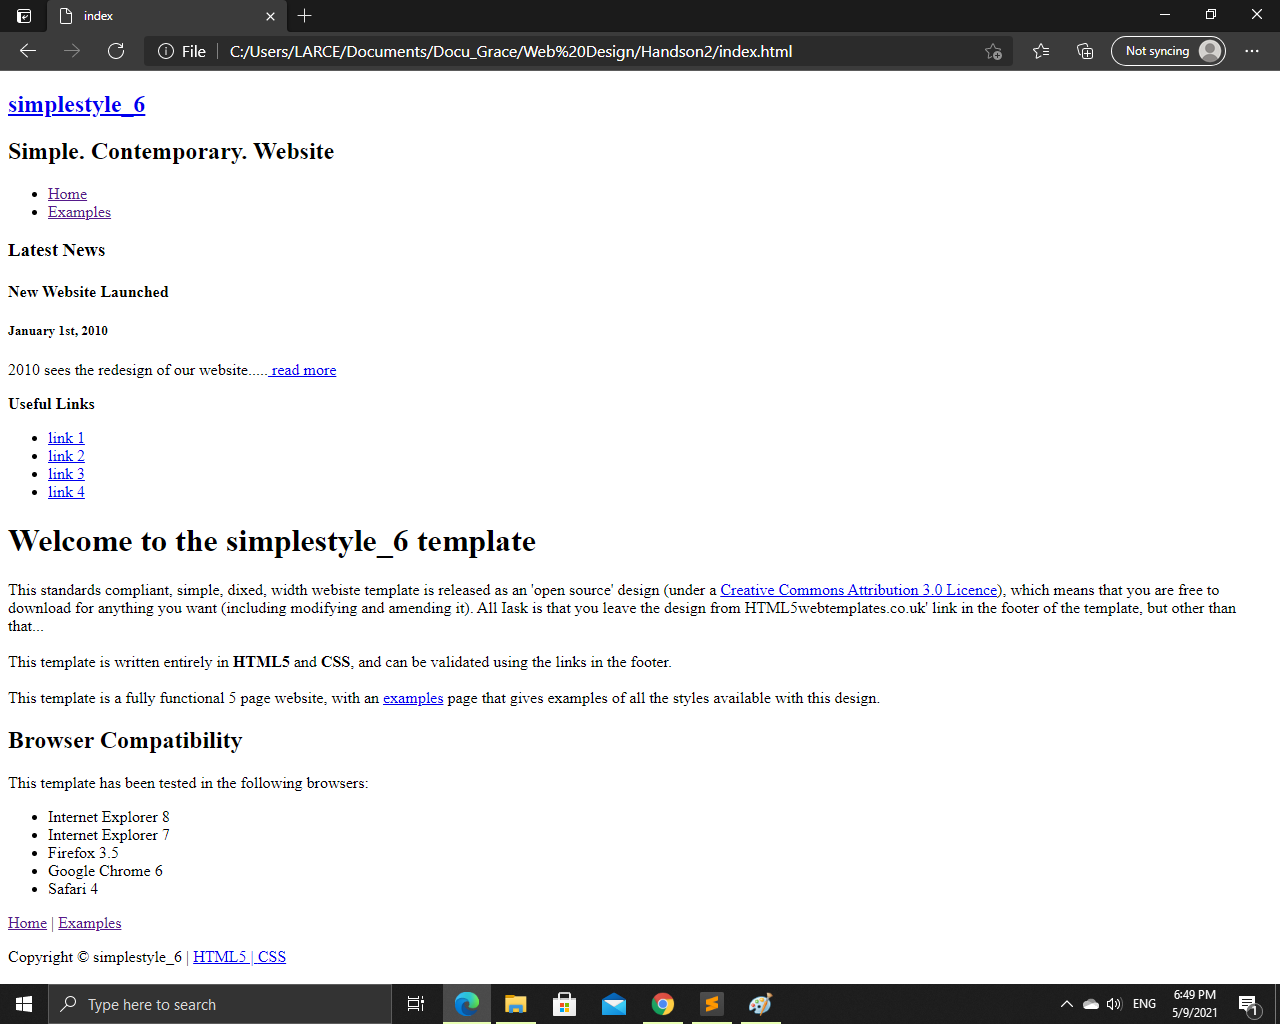 index
File
C:/Users/LARCE/Documents/Docu_Grace/Web%20Design/Handson2/index.html
Not syncing
simplestyle_6
Simple. Contemporary. Website
Home
Examples
Latest News
New Website Launched
January 1st, 2010
2010 sees the redesign of our website..... read more
Useful Links
link 1
link 2
link 3
link 4
Welcome to the simplestyle_6 template
This standards compliant, simple, dixed, width webiste template is released as an 'open source' design (under a Creative Commons Attribution 3.0 Licence), which means that you are free to
download for anything you want (including modifying and amending it). All Iask is that you leave the design from HTML5webtemplates.co.uk' link in the footer of the template, but other than
that...
This template is written entirely in HTML5 and CSS, and can be validated using the links in the footer.
This template is a fully functional 5 page website, with an examples page that gives examples of all the styles available with this design.
Browser Compatibility
This template has been tested in the following browsers:
Internet Explorer 8
Internet Explorer 7
Firefox 3.5
Google Chrome 6
Safari 4
Home | Examples
Copyright © simplestyle_6 | HTML5 | CSS
Type here to search
ENG
6:49 PM
5/9/2021
1